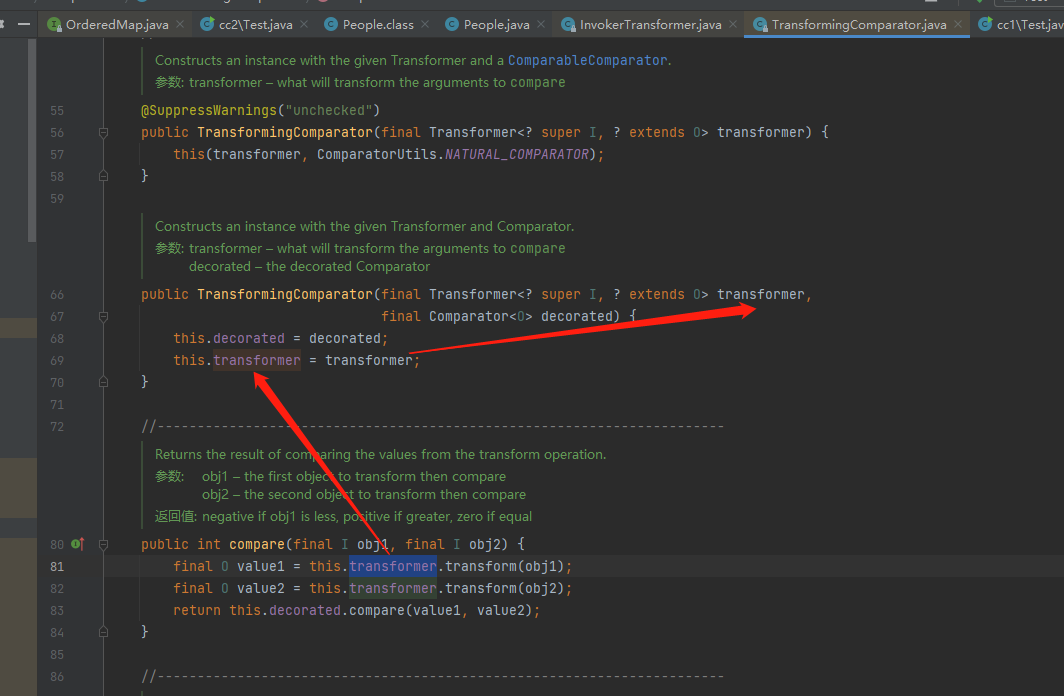 OrderedMap.java
cc2\Test.java
People.class
People.java
InvokerTransformer.java
TransformingComparator.java
cc1\Test.jav
Constructs an instance with the given Transformer and a ComparableComparator.
参数: transformer – what will transform the arguments to compare
55 @SuppressWarnings("unchecked")
56 public TransformingComparator(final Transformer<? super I, ? extends O> transformer) {
57 this(transformer, ComparatorUtils.NATURAL_COMPARATOR);
58 }
59
Constructs an instance with the given Transformer and Comparator.
参数: transformer – what will transform the arguments to compare
decorated – the decorated Comparator
66 public TransformingComparator(final Transformer<? super I, ? extends O> transformer,
67 final Comparator<O> decorated) {
68 this.decorated = decorated;
69 this.transformer = transformer;
70 }
71
72 //-----------------------------------------------------------------------
Returns the result of comparing the values from the transform operation.
参数: obj1 – the first object to transform then compare
obj2 – the second object to transform then compare
返回值: negative if obj1 is less, positive if greater, zero if equal
80 public int compare(final I obj1, final I obj2) {
81 final O value1 = this.transformer.transform(obj1);
82 final O value2 = this.transformer.transform(obj2);
83 return this.decorated.compare(value1, value2);
84 }
85
86 //-----------------------------------------------------------------------